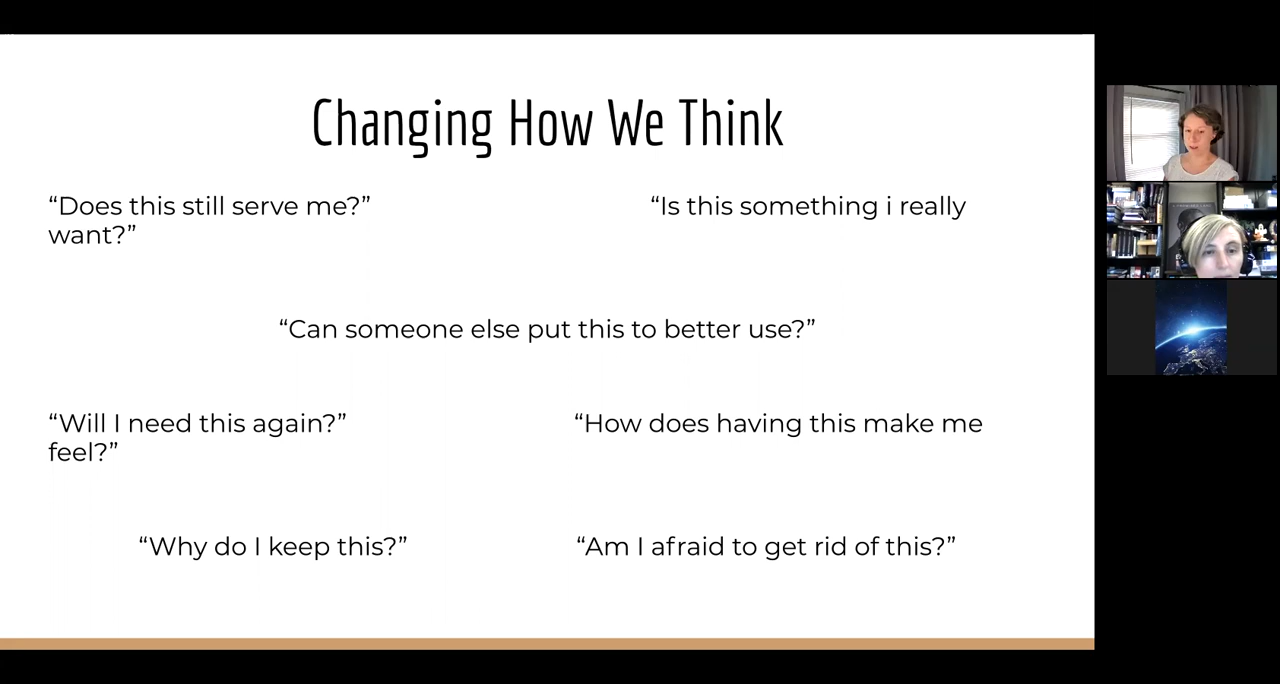 Changing How We Think
“Does this still serve me?” “Is this something i really
want?”
“Can someone else put this to better use?”
“Will I need this again?” “How does having this make me
feel?”
“Why do I keep this?” “Am I afraid to get rid of this?”